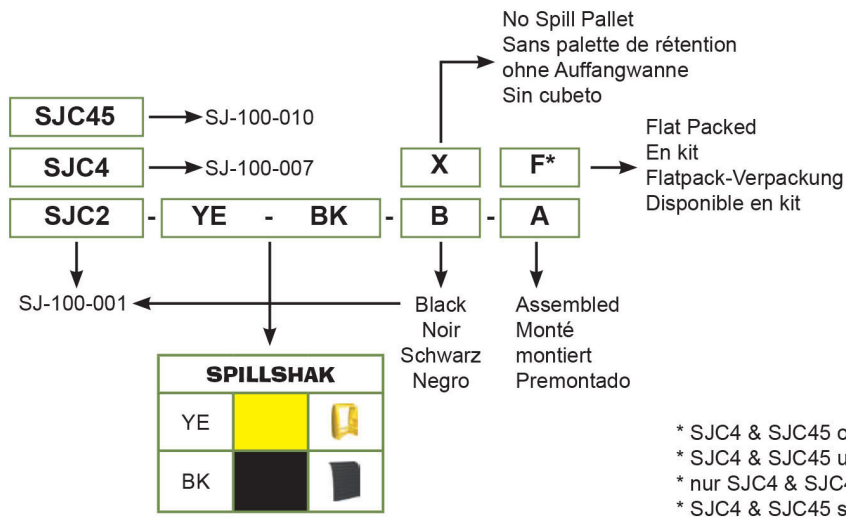 No Spill Pallet
Sans palette de rétention
ohne Auffangwanne
Sin cubeto
SJC45
SJ-100-010
SJC4
SJ-100-007
X
F*
Flat Packed
En kit
Flatpack-Verpackung
Disponible en kit
SJC2 - YE - BK - B - A
SJ-100-001
Black
Noir
Schwarz
Negro
Assembled
Monté
montiert
Premontado
SPILLSHAK
YE
BK
* SJC4 & SJC45
* SJC4 & SJC45
* nur SJC4 &
* SJC4 & SJC45